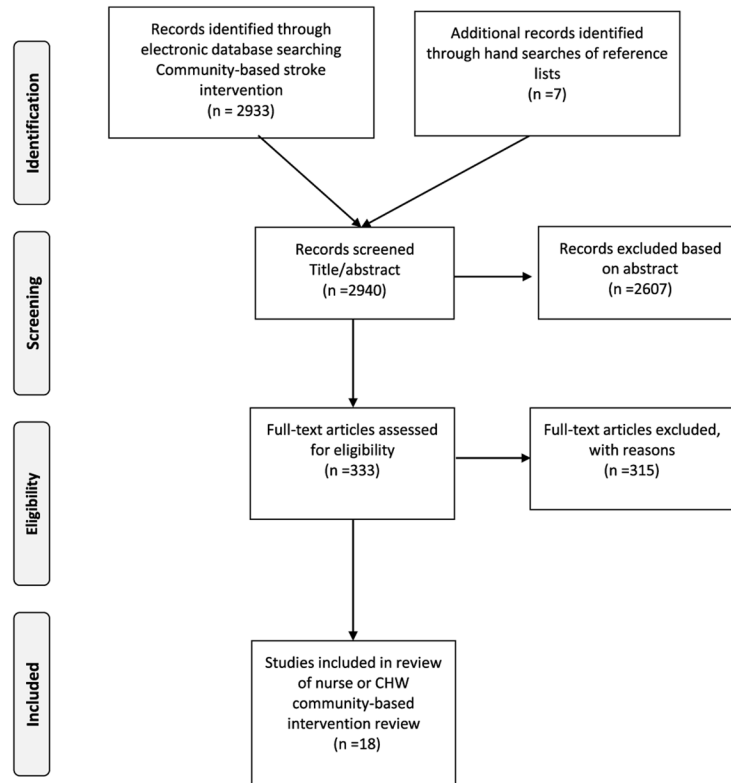 Identification
Records identified through
electronic database searching
Community-based stroke
intervention
(n = 2933)
Additional records identified
through hand searches of reference
lists
(n =7)
Screening
Records screened
Title/abstract
(n =2940)
Records excluded based
on abstract
(n =2607)
Eligibility
Full-text articles assessed
for eligibility
(n =333)
Full-text articles excluded,
with reasons
(n =315)
Included
Studies included in review
of nurse or CHW
community-based
intervention review
(n =18)